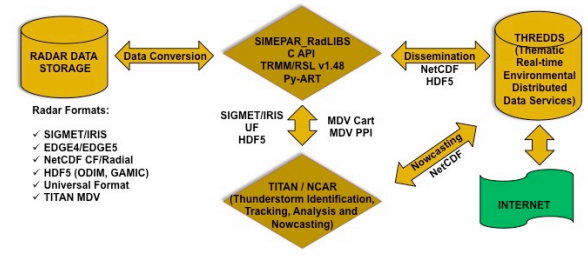 RADAR DATA
STORAGE
Data Conversion
SIMEPAR_RadLIBS
C API
TRMM/RSL v1.48
Py-ART
Dissemination
NetCDF
HDF5
THREDDS
(Thematic
Real-time
Environmental
Distributed
Data Services)
Radar Formats:
✓ SIGMET/IRIS
✓ EDGE4/EDGE5
✓ NetCDF CF/Radial
✓ HDF5 (ODIM, GAMIC)
✓ Universal Format
✓ TITAN MDV
SIGMET/IRIS
UF
HDF5
MDV Cart
MDV PPI
Nowcasting
NetCDF
TITAN / NCAR
(Thunderstorm Identification,
Tracking, Analysis and
Nowcasting)
INTERNET